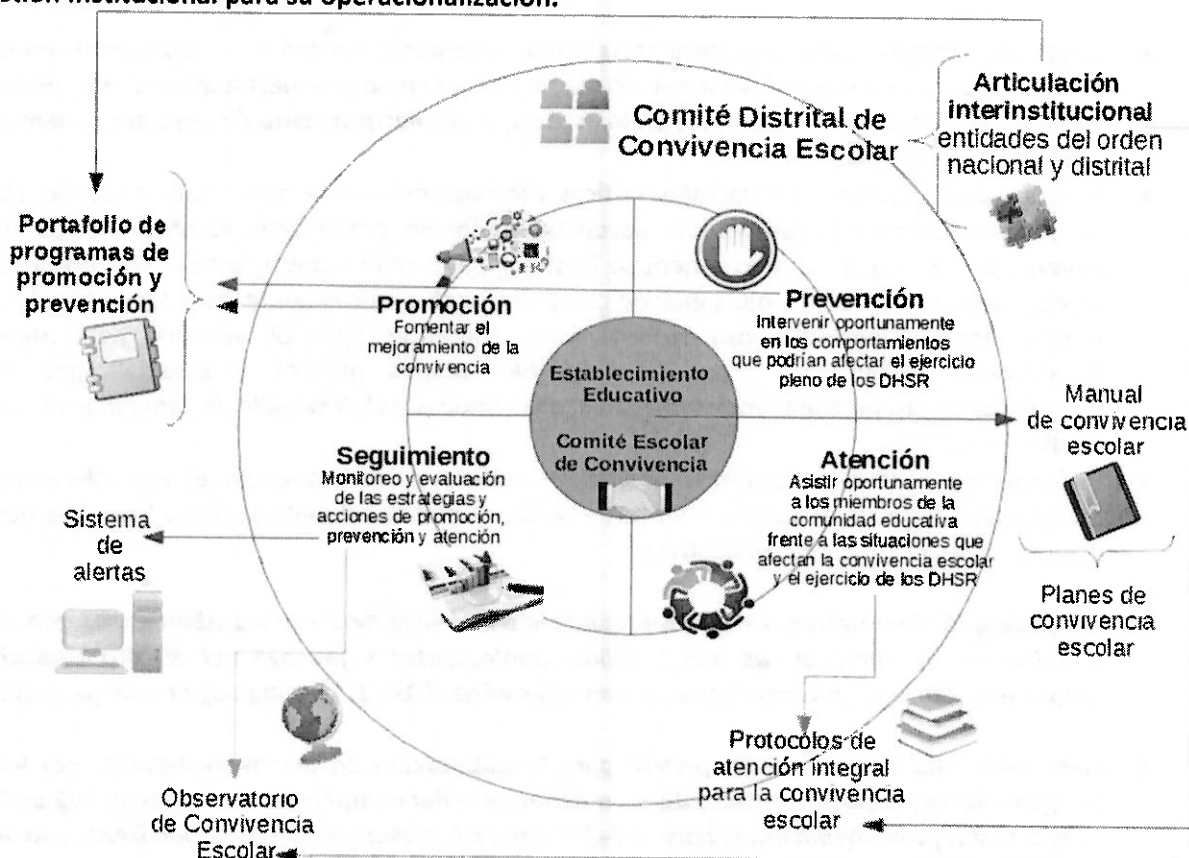 stión institucional para su operacionalización.
Comité Distrital de
Convivencia Escolar
Articulación
interinstitucional
entidades del orden
nacional y distrital
Portafolio de
programas de
promoción y
prevención
Promoción
Fomentar el
mejoramiento de la
convivencia
Prevención
Intervenir oportunamente
en los comportamientos
que podrían afectar el ejercicio
pleno de los DHSR
Establecimiento
Educativo
Comité Escolar
de Convivencia
Manual
de convivencia
escolar
Seguimiento
Monitoreo y evaluación
de las estrategias y
acciones de promoción,
prevención y atención
Atención
Asistir oportunamente
a los miembros de la
comunidad educativa
frente a las situaciones que
afectan la convivencia escolar
y el ejercicio de los DHSR
Sistema
de
alertas
Planes de
convivencia
escolar
Protocolos de
atención integral
para la convivencia
escolar
Observatorio
de Convivencia
Escolar